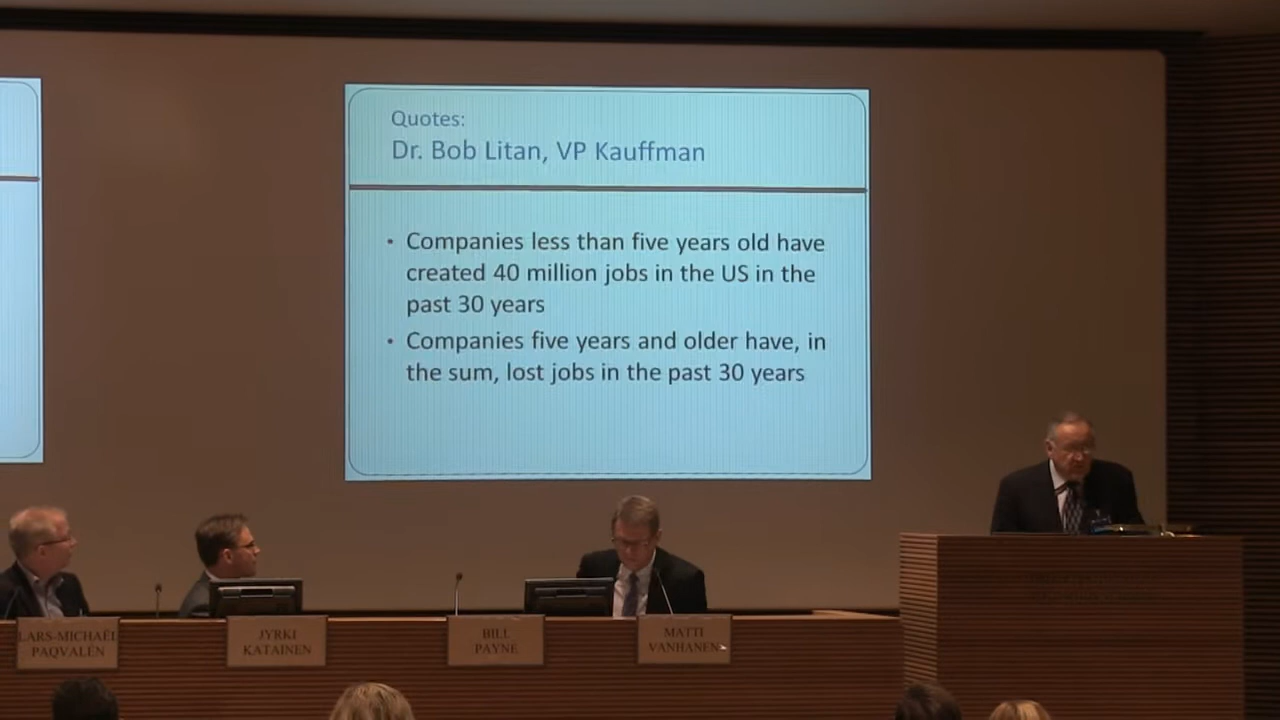 Quotes:
Dr. Bob Litan, VP Kauffman
• Companies less than five years old have
created 40 million jobs in the US in the
past 30 years
• Companies five years and older have, in
the sum, lost jobs in the past 30 years
LARS-MICHAËL
PAQVALÉN
JYRKI
KATAINEN
BILL
PAYNE
MATTI
VANHANEN